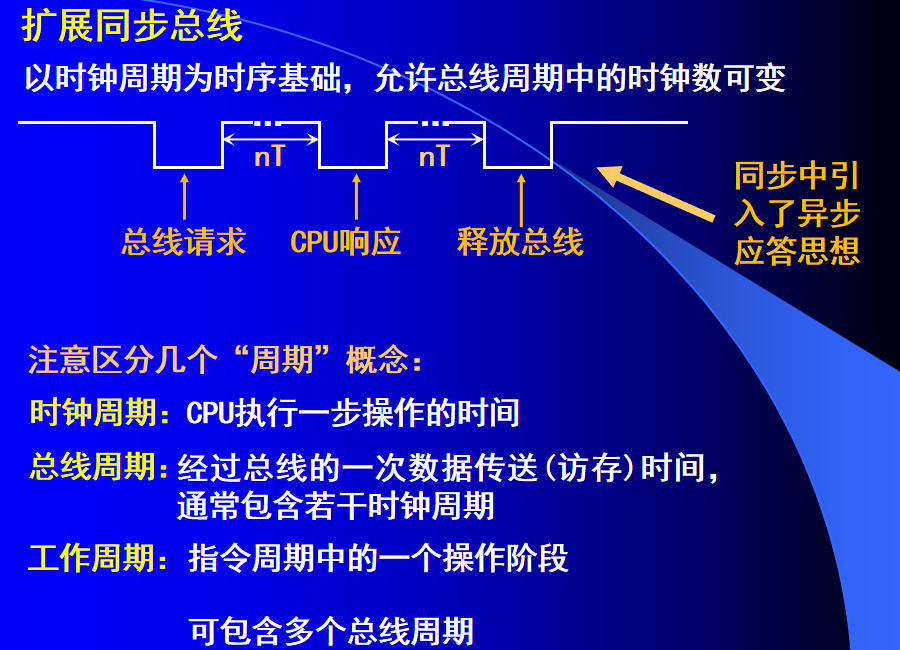 扩展同步总线
以时钟周期为时序基础，允许总线周期中的时钟数可变
nT
nT
总线请求
CPU响应
释放总线
同步中引
入了异步
应答思想
注意区分几个“周期”概念：
时钟周期：CPU执行一步操作的时间
总线周期：经过总线的一次数据传送(访存)时间，
通常包含若干时钟周期
工作周期：指令周期中的一个操作阶段
可包含多个总线周期